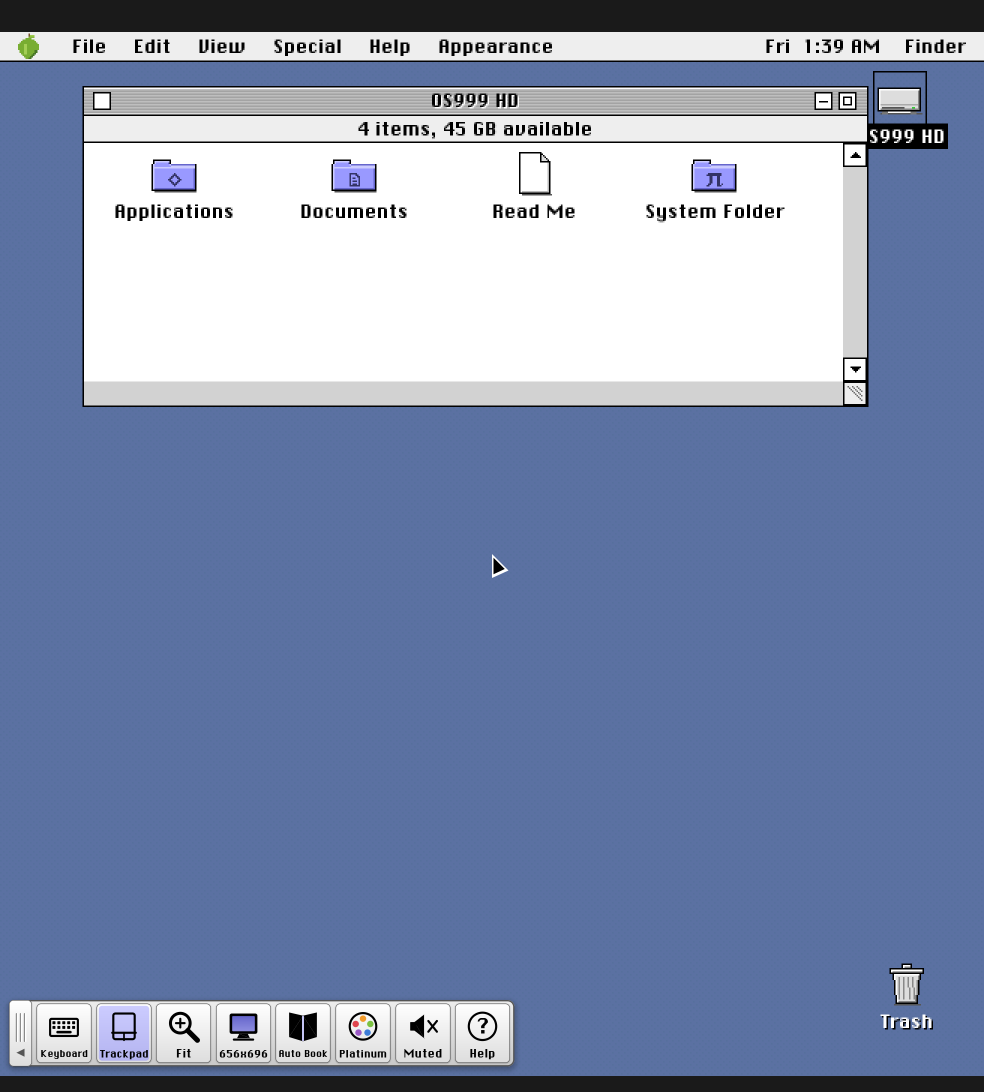 File Edit View Special Help Appearance Fri 1:39 AM Finder
OS999 HD
4 items, 45 GB available
S999 HD
Applications Documents Read Me System Folder
Trash
Keyboard Trackpad Fit 656x696 Auto Book Platinum Muted Help